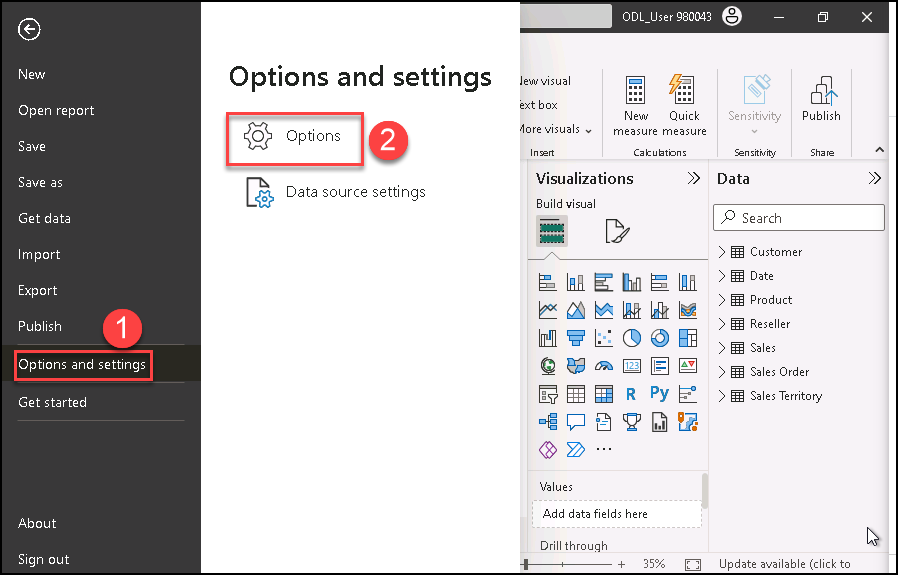 ODL_User 980043
New
Open report
Save
Save as
Get data
Import
Export
Publish
1
Options and settings
Get started
About
Sign out
Options and settings
Options
2
Data source settings
New visual
ext box
More visuals
Insert
New measure
Quick measure
Calculations
Sensitivity
Sensitivity
Publish
Share
Visualizations
Build visual
123
R
Py
Values
Add data fields here
Drill through
Data
Search
Customer
Date
Product
Reseller
Sales
Sales Order
Sales Territory
35%
Update available (click to